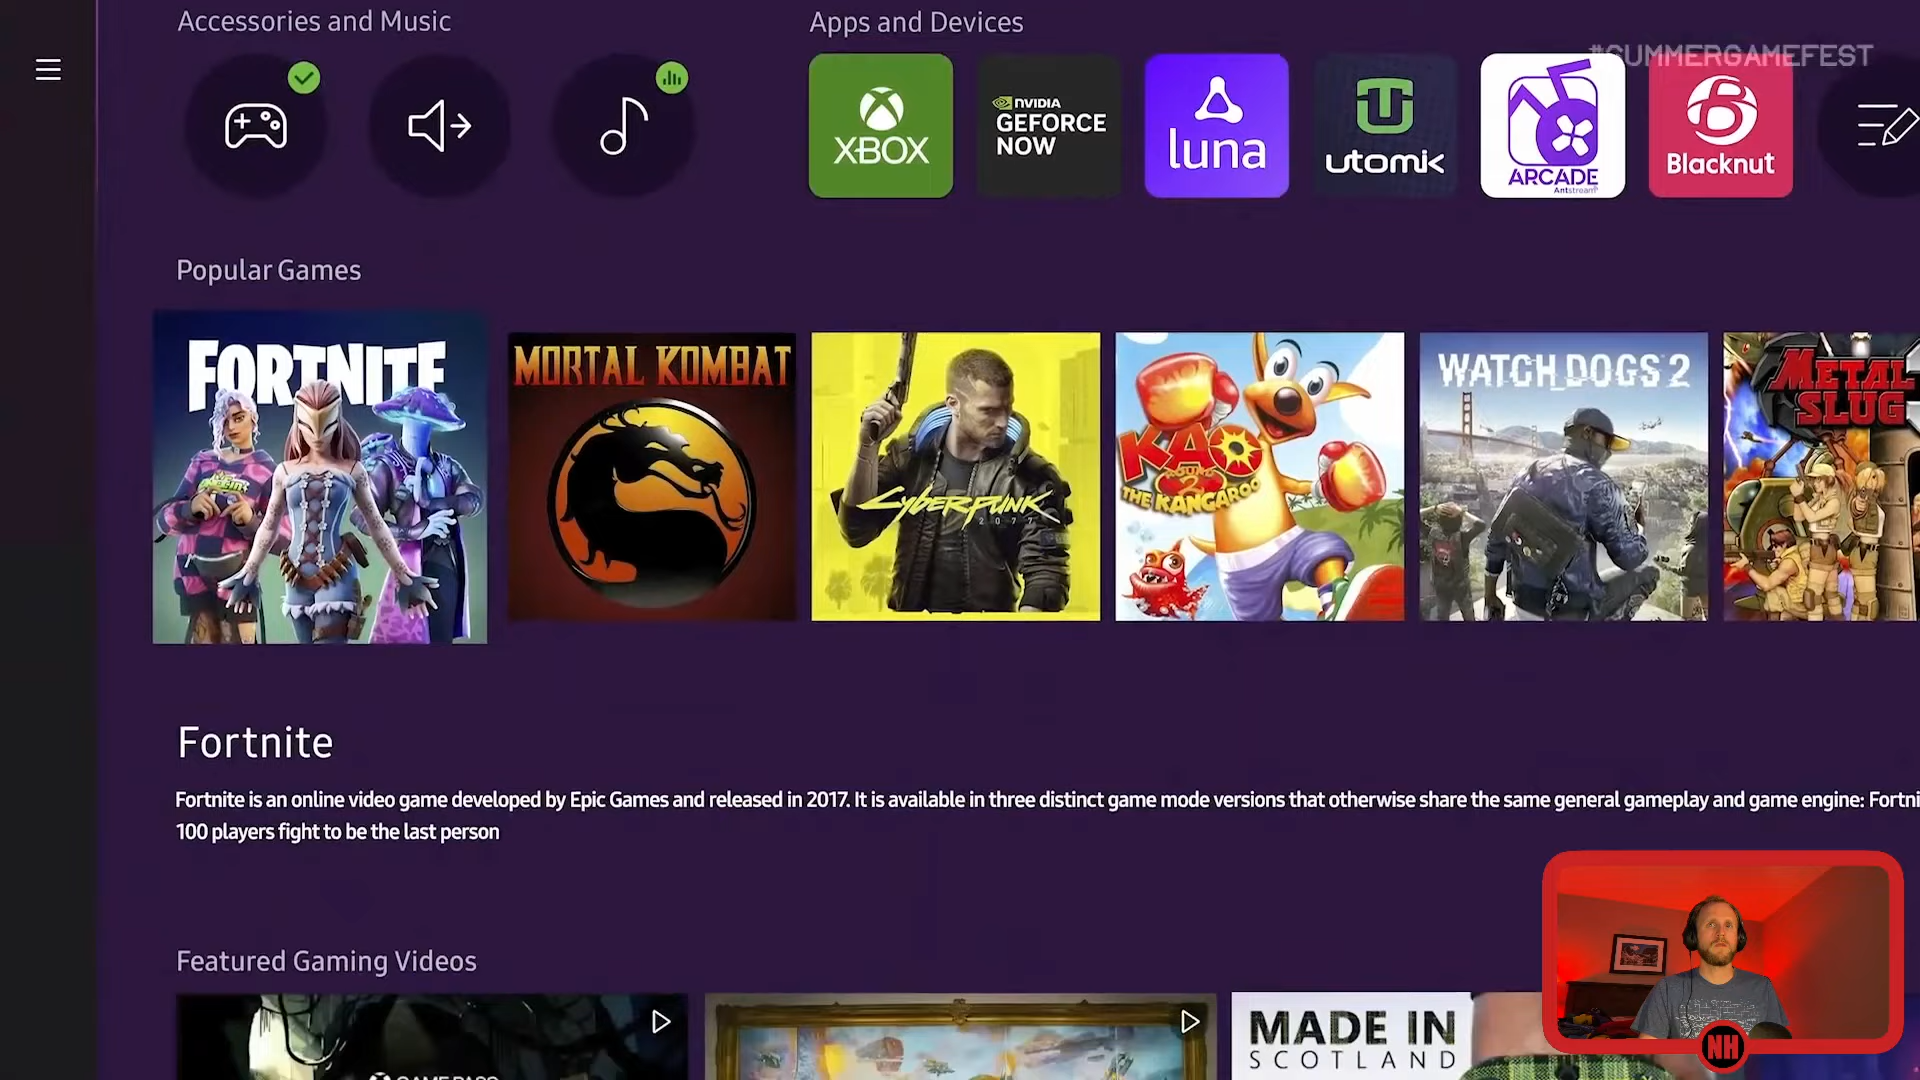 Accessories and Music
Apps and Devices
#SUMMERGAMEFEST
XBOX
NVIDIA
GEFORCE
NOW
luna
utomik
ARCADE
Antstream
Blacknut
Popular Games
FORTNITE
MORTAL KOMBAT
CYBERPUNK
2077
KAO
2
THE KANGAROO
WATCH_DOGS 2
METAL
SLUG
Fortnite
Fortnite is an online video game developed by Epic Games and released in 2017. It is available in three distinct game mode versions that otherwise share the same general gameplay and game engine: Fortni
100 players fight to be the last person
Featured Gaming Videos
GAME PASS
MADE IN
SCOTLAND
NH